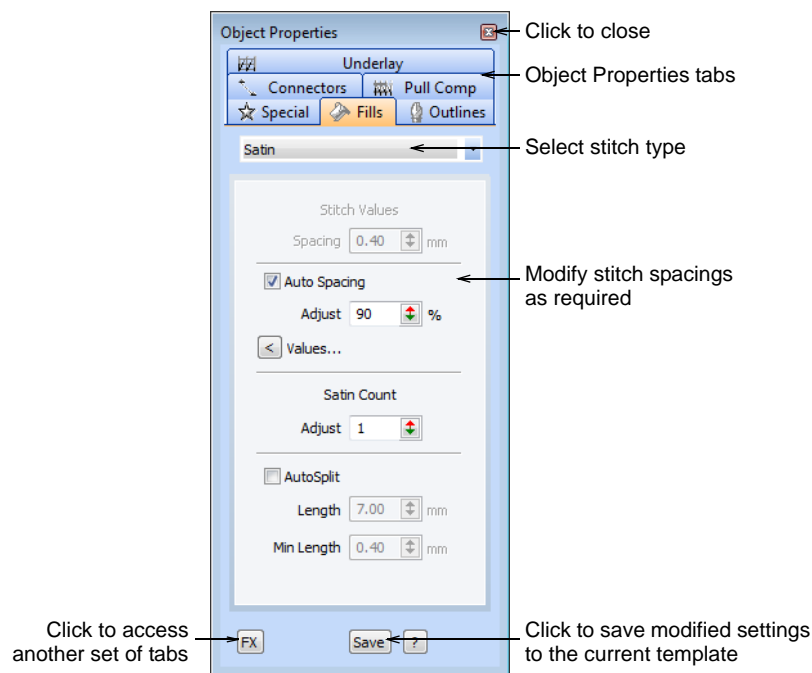 Object Properties
Click to close
Underlay
Object Properties tabs
Connectors Pull Comp
Special Fills Outlines
Satin
Select stitch type
Stitch Values
Spacing 0.40 mm
Auto Spacing
Modify stitch spacings
as required
Adjust 90 %
< Values...
Satin Count
Adjust 1
AutoSplit
Length 7.00 mm
Min Length 0.40 mm
Click to access
another set of tabs
FX Save ?
Click to save modified settings
to the current template